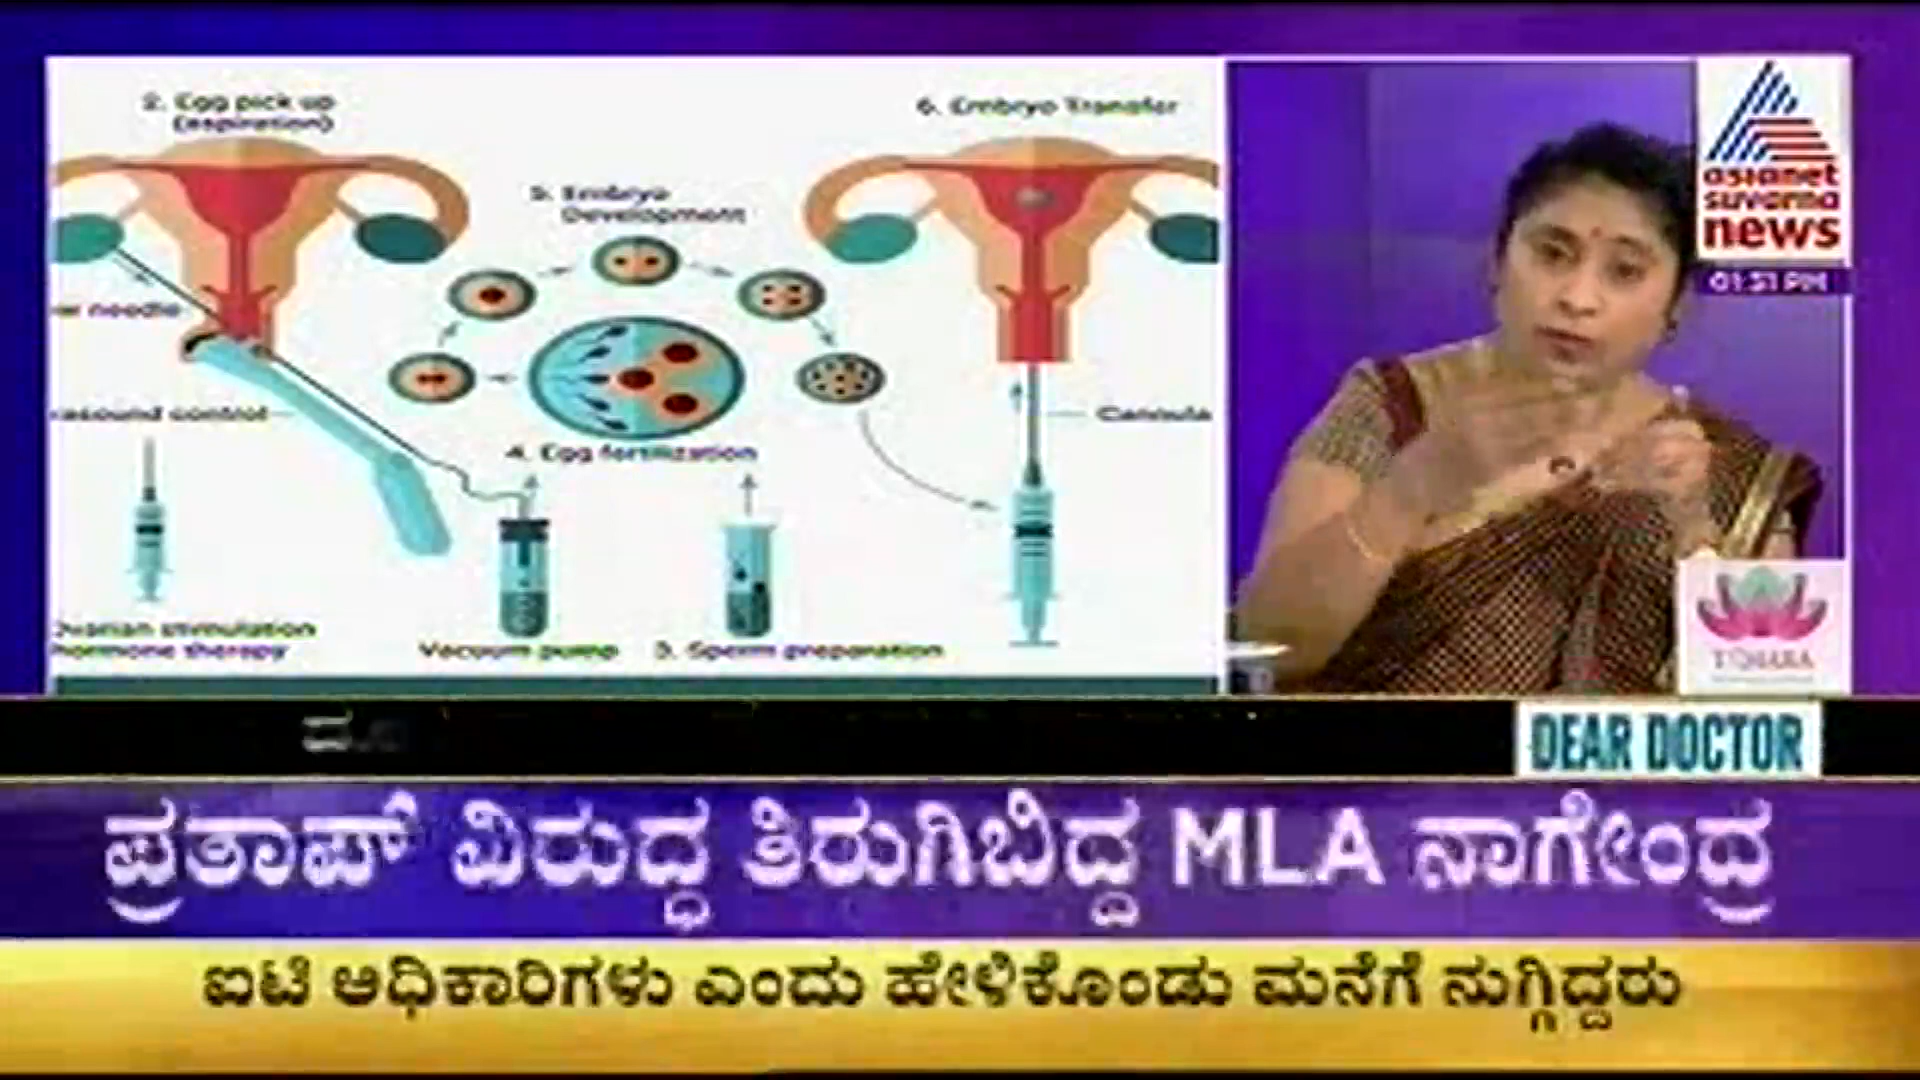 2. Egg pick up
(aspiration)
6. Embryo Transfer
5. Embryo
Development
needle
control
Cannula
4. Egg fertilization
Ovarian stimulation
hormone therapy
Vacuum pump
3. Sperm preparation
asianet
suvarna
news
01:31 PM
DEAR DOCTOR
ಪ್ರತಾಪ್ ವಿರುದ್ಧ ತಿರುಗಿಬಿದ್ದ MLA ನಾಗೇಂದ್ರ
ಐಟಿ ಅಧಿಕಾರಿಗಳು ಎಂದು ಹೇಳಿಕೊಂಡು ಮನೆಗೆ ನುಗ್ಗಿದ್ದರು